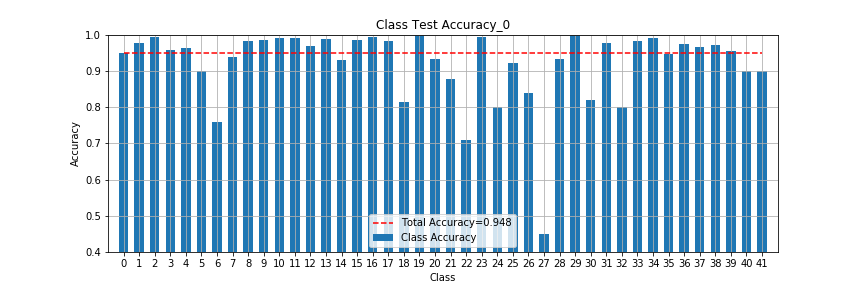 Class Test Accuracy_0
1.0
0.9
0.8
0.7
0.6
0.5
0.4
Accuracy
Total Accuracy=0.948
Class Accuracy
0 1 2 3 4 5 6 7 8 9 10 11 12 13 14 15 16 17 18 19 20 21 22 23 24 25 26 27 28 29 30 31 32 33 34 35 36 37 38 39 40 41
Class